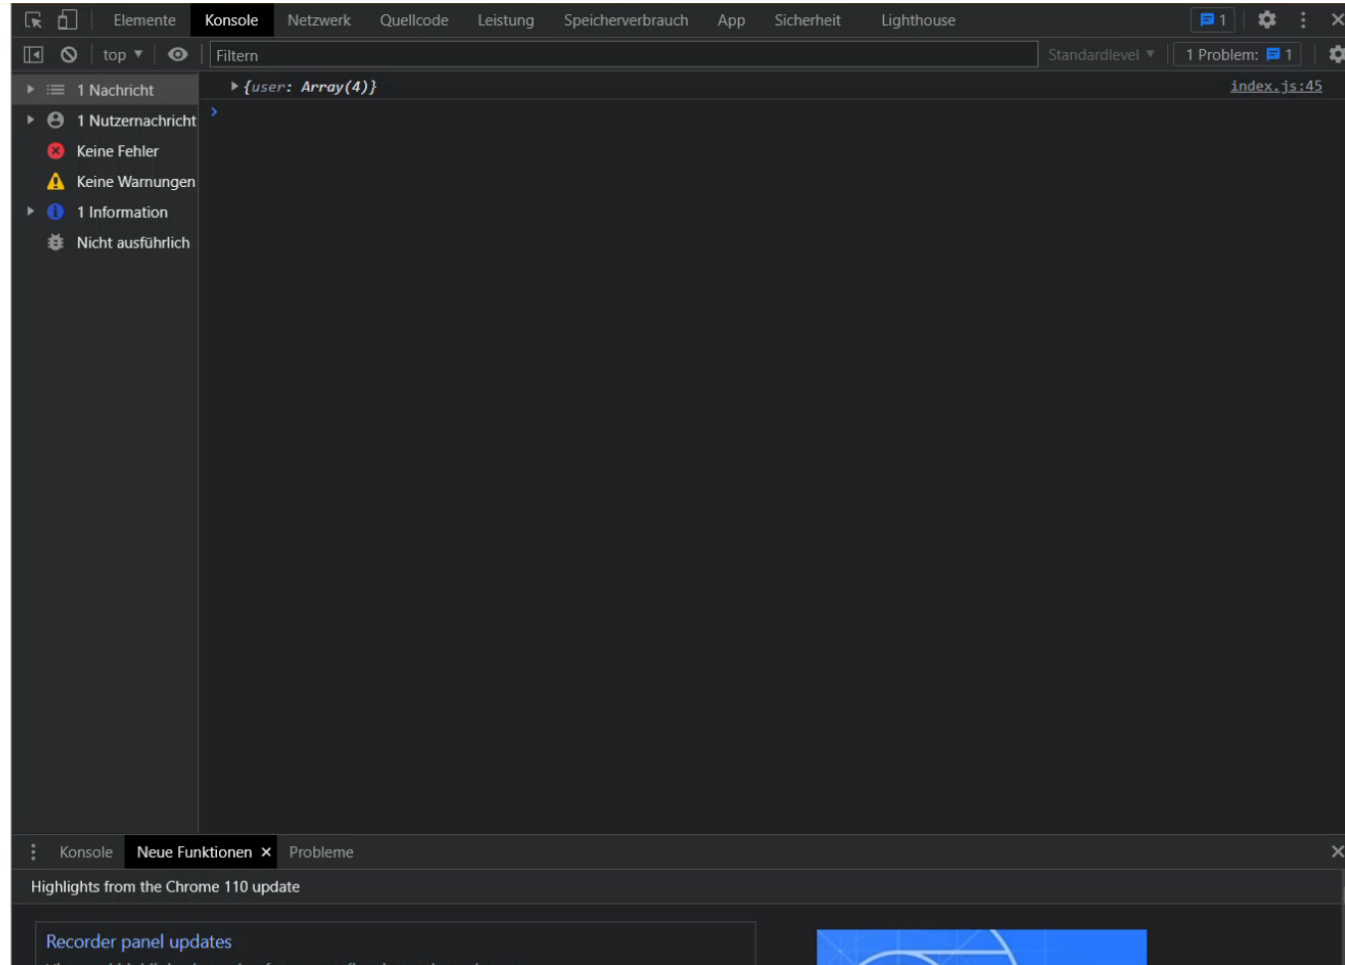 Elemente Konsole Netzwerk Quellcode Leistung Speicherverbrauch App Sicherheit Lighthouse 1
top Filtern Standardlevel 1 Problem: 1
1 Nachricht
{user: Array(4)} index.js:45
1 Nutzernachricht
Keine Fehler
Keine Warnungen
1 Information
Nicht ausführlich
Konsole Neue Funktionen Probleme
Highlights from the Chrome 110 update
Recorder panel updates